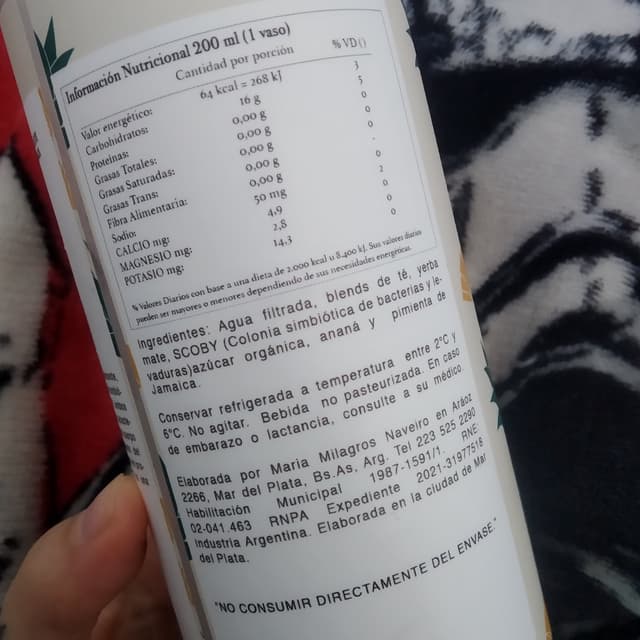 Información Nutricional 200 ml (1 vaso)
Cantidad por porción % VD ()
Valor energético: 64 kcal = 268 kJ 3
Carbohidratos: 16 g 5
Proteinas: 0,00 g 0
Grasas Totales: 0,00 g 0
Grasas Saturadas: 0,00 g 0
Grasas Trans: 0,00 g -
Fibra Alimentaria: 0,00 g 0
Sodio: 50 mg 2
CALCIO mg: 4,9 0
MAGNESIO mg: 2,8 0
POTASIO mg: 14,3 0
% Valores Diarios con base a una dieta de 2.000 kcal u 8.400 kJ. Sus valores diarios
pueden ser mayores o menores dependiendo de sus necesidades energéticas.
Ingredientes: Agua filtrada, blends de té, yerba
mate, SCOBY (Colonia simbiótica de bacterias y le-
vaduras)azúcar orgánica, ananá y pimienta de
Jamaica.
Conservar refrigerada a temperatura entre 2°C y
6°C. No agitar. Bebida no pasteurizada. En caso
de embarazo o lactancia, consulte a su médico.
Elaborada por Maria Milagros Naveiro en Aráoz
2266, Mar del Plata, Bs.As. Arg. Tel 223 525 2290
Habilitación Municipal 1987-1591/1. RNE:
02-041.463 RNPA Expediente 2021-31977518
Industria Argentina. Elaborada en la ciudad de Mar
del Plata.
"NO CONSUMIR DIRECTAMENTE DEL ENVASE."